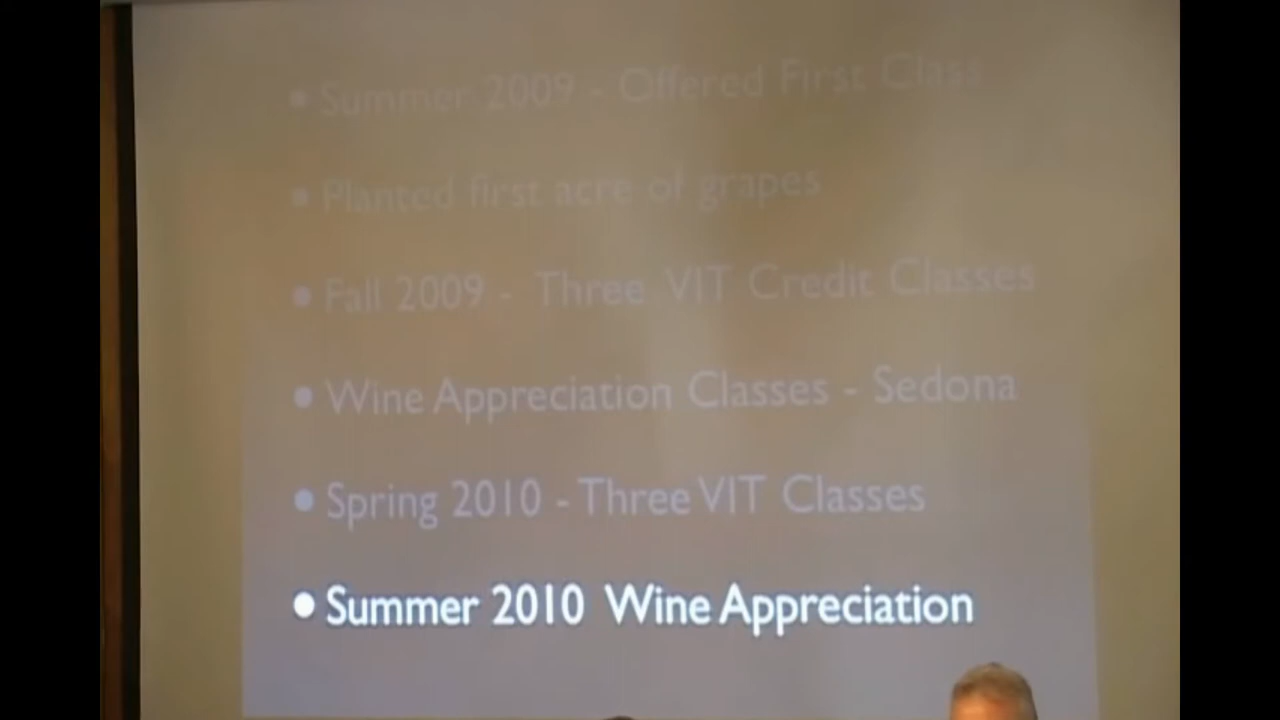 • Summer 2009 - Offered First Class
• Planted first acre of grapes
• Fall 2009 - Three VIT Credit Classes
• Wine Appreciation Classes - Sedona
• Spring 2010 - Three VIT Classes
• Summer 2010 Wine Appreciation